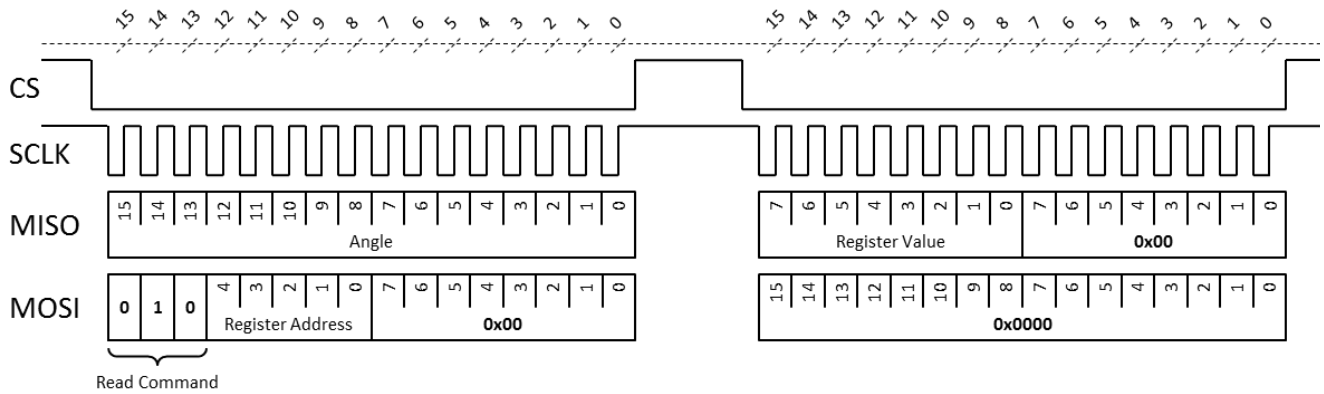 15 14 13 12 11 10 9 8 7 6 5 4 3 2 1 0 15 14 13 12 11 10 9 8 7 6 5 4 3 2 1 0
CS
SCLK
MISO
15 14 13 12 11 10 9 8 7 6 5 4 3 2 1 0 7 6 5 4 3 2 1 0 7 6 5 4 3 2 1 0
Angle Register Value 0x00
MOSI
0 1 0 4 3 2 1 0 7 6 5 4 3 2 1 0 15 14 13 12 11 10 9 8 7 6 5 4 3 2 1 0
Register Address 0x00 0x0000
Read Command